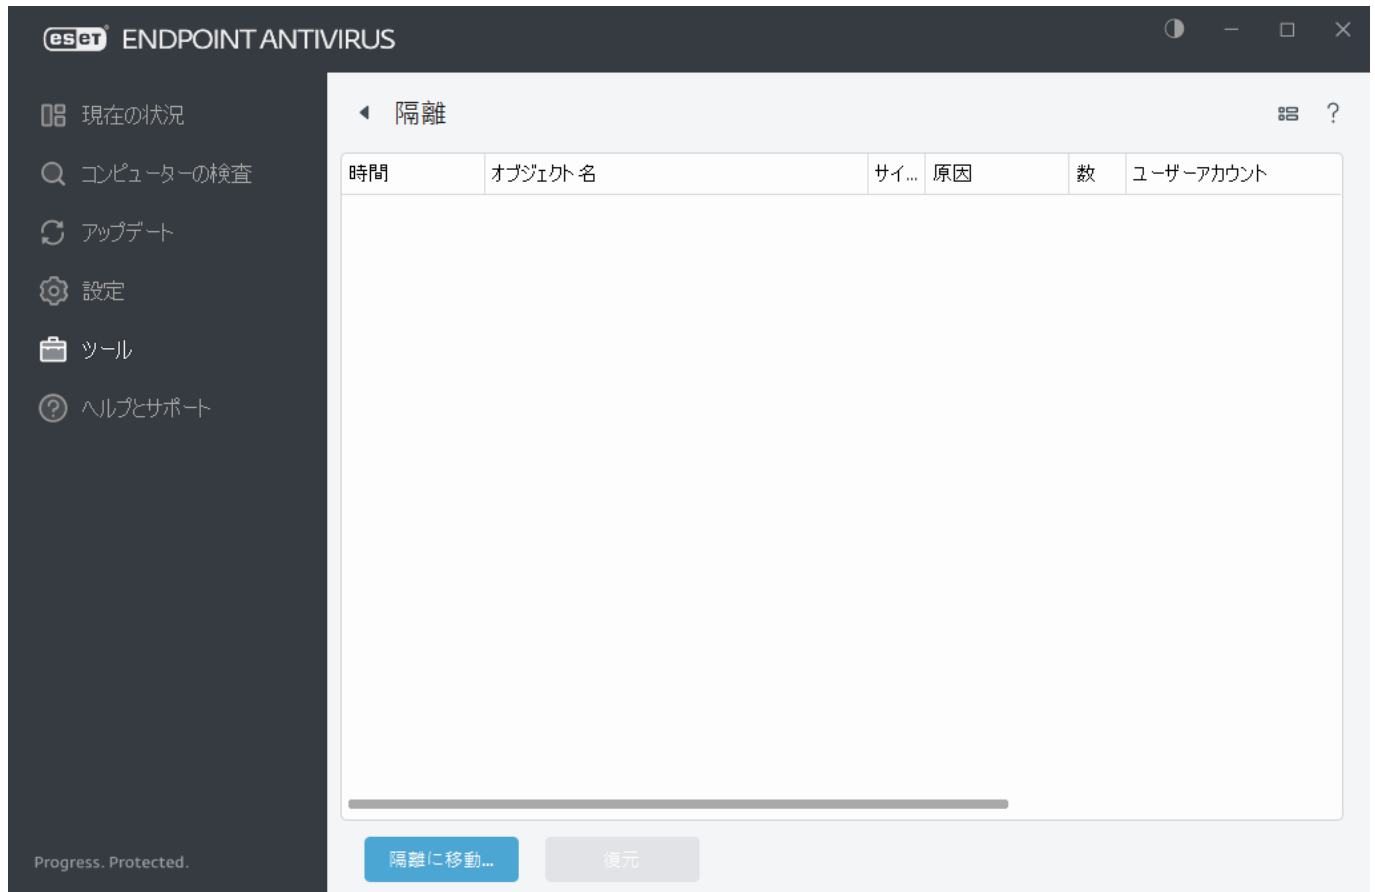 eset ENDPOINT ANTIVIRUS
現在の状況
コンピューターの検査
アップデート
設定
ツール
ヘルプとサポート
Progress. Protected.
隔離
?
時間 オブジェクト名 サイ... 原因 数 ユーザーアカウント
隔離に移動... 復元